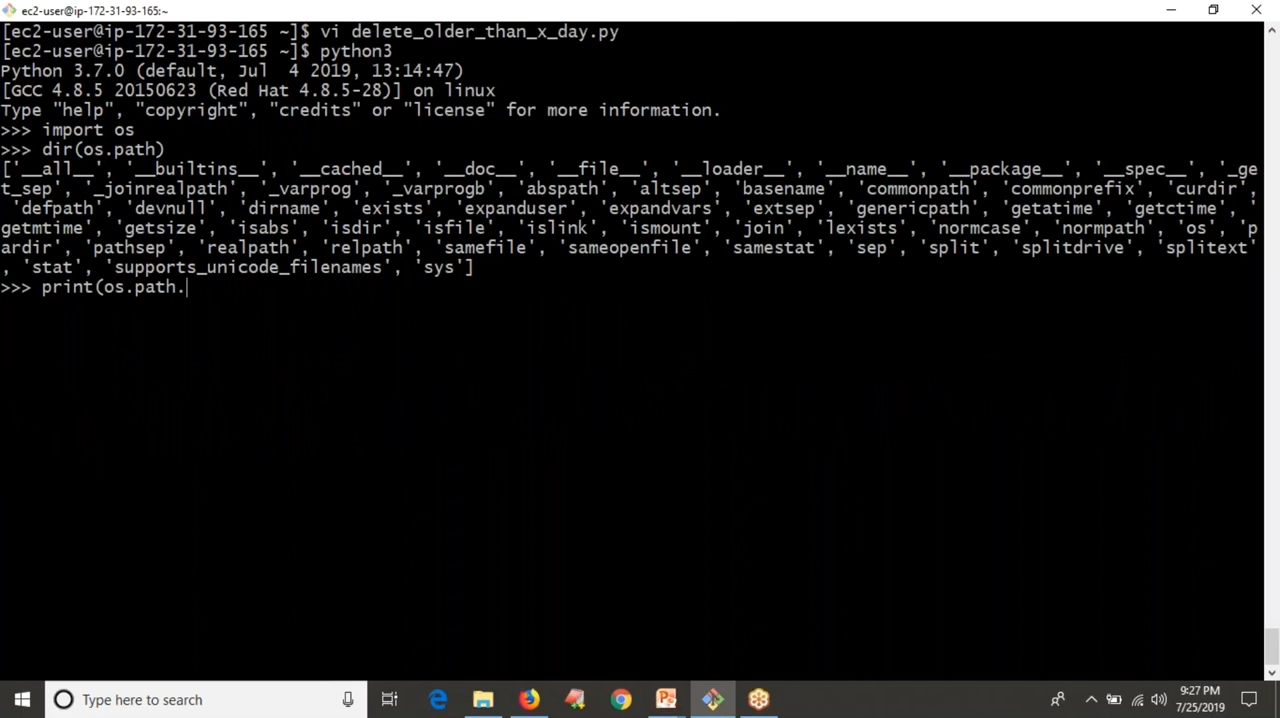 ec2-user@ip-172-31-93-165:~
[ec2-user@ip-172-31-93-165 ~]$ vi delete_older_than_x_day.py
[ec2-user@ip-172-31-93-165 ~]$ python3
Python 3.7.0 (default, Jul  4 2019, 13:14:47)
[GCC 4.8.5 20150623 (Red Hat 4.8.5-28)] on linux
Type "help", "copyright", "credits" or "license" for more information.
>>> import os
>>> dir(os.path)
['__all__', '__builtins__', '__cached__', '__doc__', '__file__', '__loader__', '__name__', '__package__', '__spec__', '_ge
t_sep', '_joinrealpath', '_varprog', '_varprogb', 'abspath', 'altsep', 'basename', 'commonpath', 'commonprefix', 'curdir',
 'defpath', 'devnull', 'dirname', 'exists', 'expanduser', 'expandvars', 'extsep', 'genericpath', 'getatime', 'getctime', '
getmtime', 'getsize', 'isabs', 'isdir', 'isfile', 'islink', 'ismount', 'join', 'lexists', 'normcase', 'normpath', 'os', 'p
ardir', 'pathsep', 'realpath', 'relpath', 'samefile', 'sameopenfile', 'samestat', 'sep', 'split', 'splitdrive', 'splitext'
, 'stat', 'supports_unicode_filenames', 'sys']
>>> print(os.path.
Type here to search
9:27 PM
7/25/2019